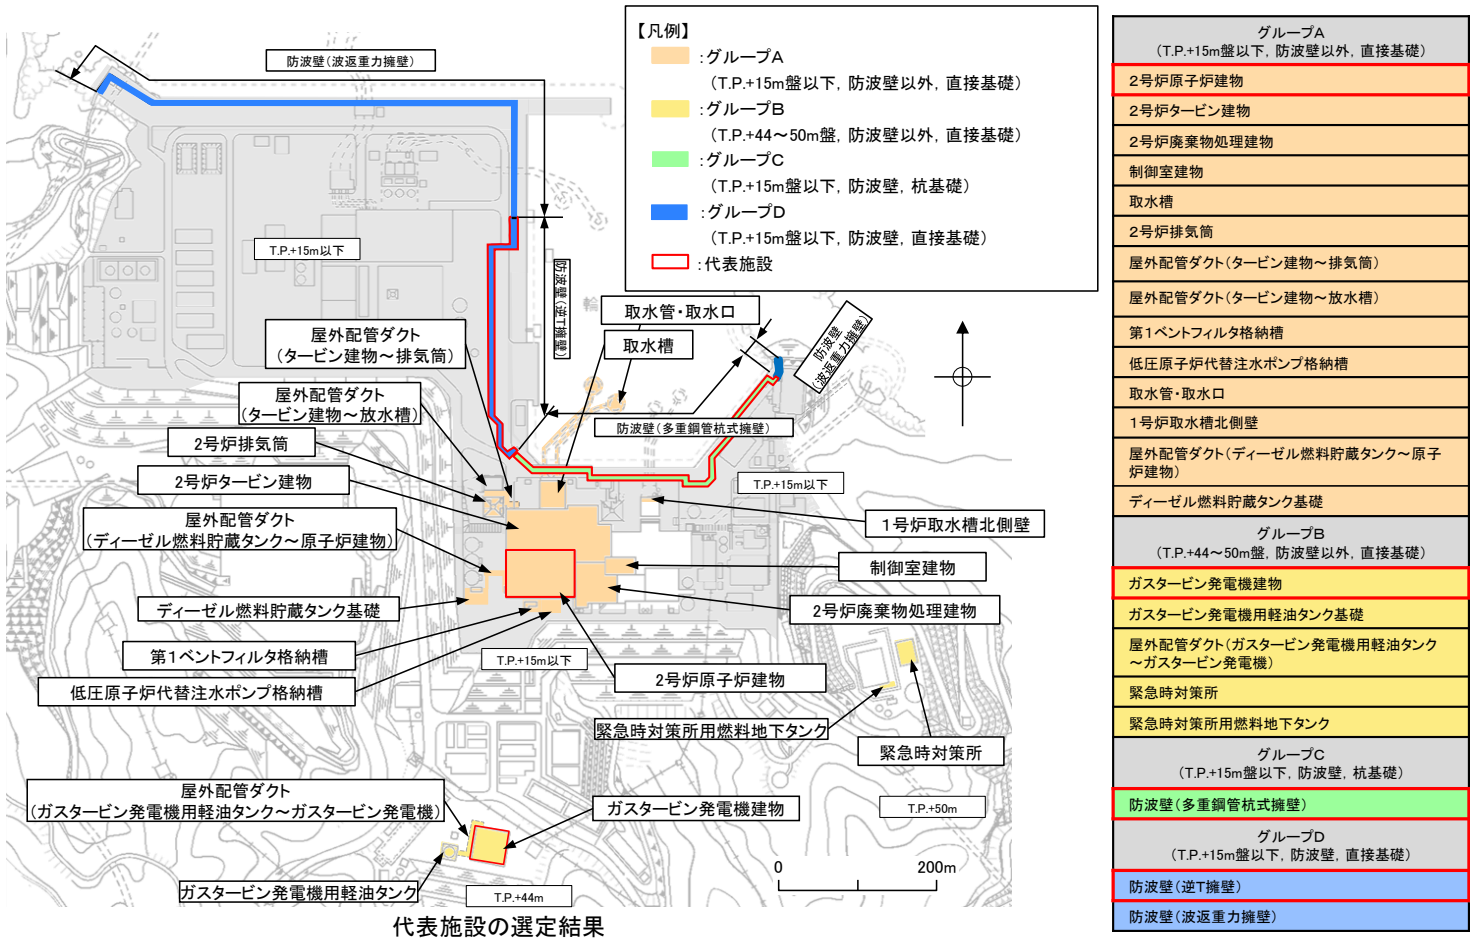 防波壁(波返重力擁壁)
【凡例】
:グループA
(T.P.+15m盤以下, 防波壁以外, 直接基礎)
:グループB
(T.P.+44～50m盤, 防波壁以外, 直接基礎)
:グループC
(T.P.+15m盤以下, 防波壁, 杭基礎)
:グループD
(T.P.+15m盤以下, 防波壁, 直接基礎)
:代表施設
T.P.+15m以下
防波壁(逆T擁壁)
輪
取水管・取水口
取水槽
防波壁
(波返重力擁壁)
屋外配管ダクト
(タービン建物～排気筒)
屋外配管ダクト
(タービン建物～放水槽)
防波壁(多重鋼管杭式擁壁)
2号炉排気筒
2号炉タービン建物
T.P.+15m以下
屋外配管ダクト
(ディーゼル燃料貯蔵タンク～原子炉建物)
1号炉取水槽北側壁
制御室建物
ディーゼル燃料貯蔵タンク基礎
2号炉廃棄物処理建物
第1ベントフィルタ格納槽
T.P.+15m以下
低圧原子炉代替注水ポンプ格納槽
2号炉原子炉建物
緊急時対策所用燃料地下タンク
緊急時対策所
屋外配管ダクト
(ガスタービン発電機用軽油タンク～ガスタービン発電機)
ガスタービン発電機建物
T.P.+50m
ガスタービン発電機用軽油タンク
T.P.+44m
0 200m
代表施設の選定結果
グループA
(T.P.+15m盤以下, 防波壁以外, 直接基礎)
2号炉原子炉建物
2号炉タービン建物
2号炉廃棄物処理建物
制御室建物
取水槽
2号炉排気筒
屋外配管ダクト(タービン建物～排気筒)
屋外配管ダクト(タービン建物～放水槽)
第1ベントフィルタ格納槽
低圧原子炉代替注水ポンプ格納槽
取水管・取水口
1号炉取水槽北側壁
屋外配管ダクト(ディーゼル燃料貯蔵タンク～原子
炉建物)
ディーゼル燃料貯蔵タンク基礎
グループB
(T.P.+44～50m盤, 防波壁以外, 直接基礎)
ガスタービン発電機建物
ガスタービン発電機用軽油タンク基礎
屋外配管ダクト(ガスタービン発電機用軽油タンク
～ガスタービン発電機)
緊急時対策所
緊急時対策所用燃料地下タンク
グループC
(T.P.+15m盤以下, 防波壁, 杭基礎)
防波壁(多重鋼管杭式擁壁)
グループD
(T.P.+15m盤以下, 防波壁, 直接基礎)
防波壁(逆T擁壁)
防波壁(波返重力擁壁)